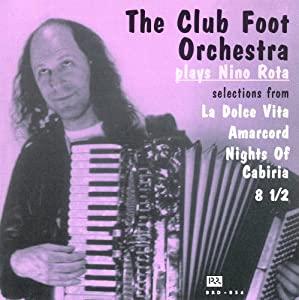 The Club Foot
Orchestra
plays Nino Rota
selections from
La Dolce Vita
Amarcord
Nights Of
Cabiria
8 1/2